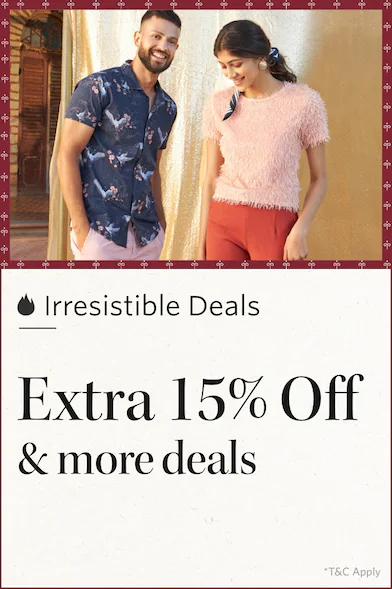 Irresistible Deals
Extra 15% Off
& more deals
*T&C Apply